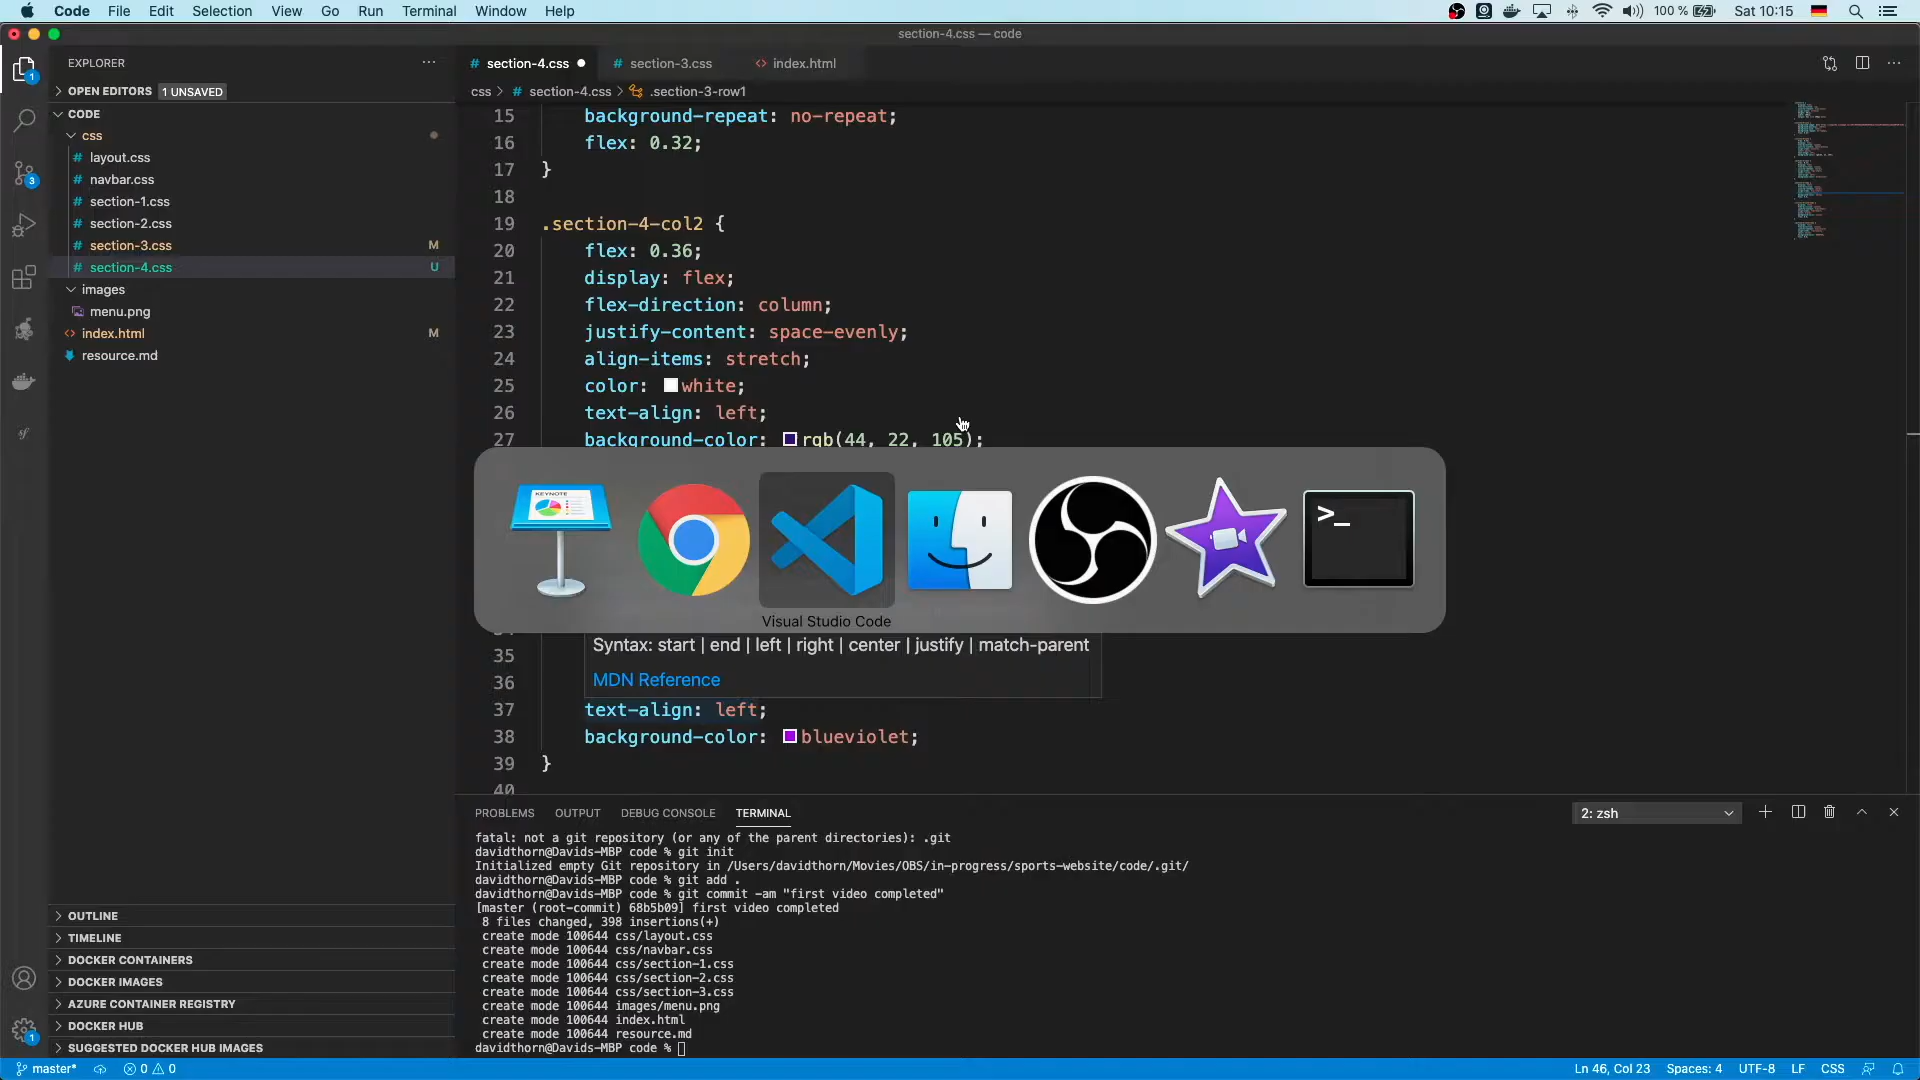 Code File Edit Selection View Go Run Terminal Window Help
100 %
Sat 10:15
section-4.css — code
EXPLORER
OPEN EDITORS 1 UNSAVED
CODE
css
layout.css
navbar.css
section-1.css
section-2.css
section-3.css M
section-4.css U
images
menu.png
index.html M
resource.md
OUTLINE
TIMELINE
DOCKER CONTAINERS
DOCKER IMAGES
AZURE CONTAINER REGISTRY
DOCKER HUB
SUGGESTED DOCKER HUB IMAGES
1
3
1
# section-4.css
# section-3.css
<> index.html
css > # section-4.css > .section-3-row1
15 background-repeat: no-repeat;
16 flex: 0.32;
17 }
18
19 .section-4-col2 {
20 flex: 0.36;
21 display: flex;
22 flex-direction: column;
23 justify-content: space-evenly;
24 align-items: stretch;
25 color: white;
26 text-align: left;
27 background-color: rgb(44, 22, 105);
KEYNOTE
>_
Visual Studio Code
Syntax: start | end | left | right | center | justify | match-parent
35
36 MDN Reference
37 text-align: left;
38 background-color: blueviolet;
39 }
40
PROBLEMS OUTPUT DEBUG CONSOLE TERMINAL
2: zsh
fatal: not a git repository (or any of the parent directories): .git
davidthorn@Davids-MBP code % git init
Initialized empty Git repository in /Users/davidthorn/Movies/OBS/in-progress/sports-website/code/.git/
davidthorn@Davids-MBP code % git add .
davidthorn@Davids-MBP code % git commit -am "first video completed"
[master (root-commit) 68b5b09] first video completed
8 files changed, 398 insertions(+)
create mode 100644 css/layout.css
create mode 100644 css/navbar.css
create mode 100644 css/section-1.css
create mode 100644 css/section-2.css
create mode 100644 css/section-3.css
create mode 100644 images/menu.png
create mode 100644 index.html
create mode 100644 resource.md
davidthorn@Davids-MBP code %
master* 0 0
Ln 46, Col 23 Spaces: 4 UTF-8 LF CSS